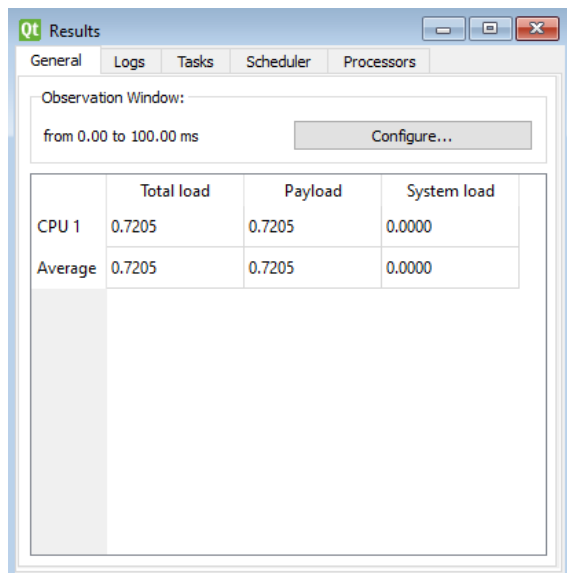 Qt Results
General Logs Tasks Scheduler Processors
Observation Window:
from 0.00 to 100.00 ms Configure...
Total load Payload System load
CPU 1 0.7205 0.7205 0.0000
Average 0.7205 0.7205 0.0000